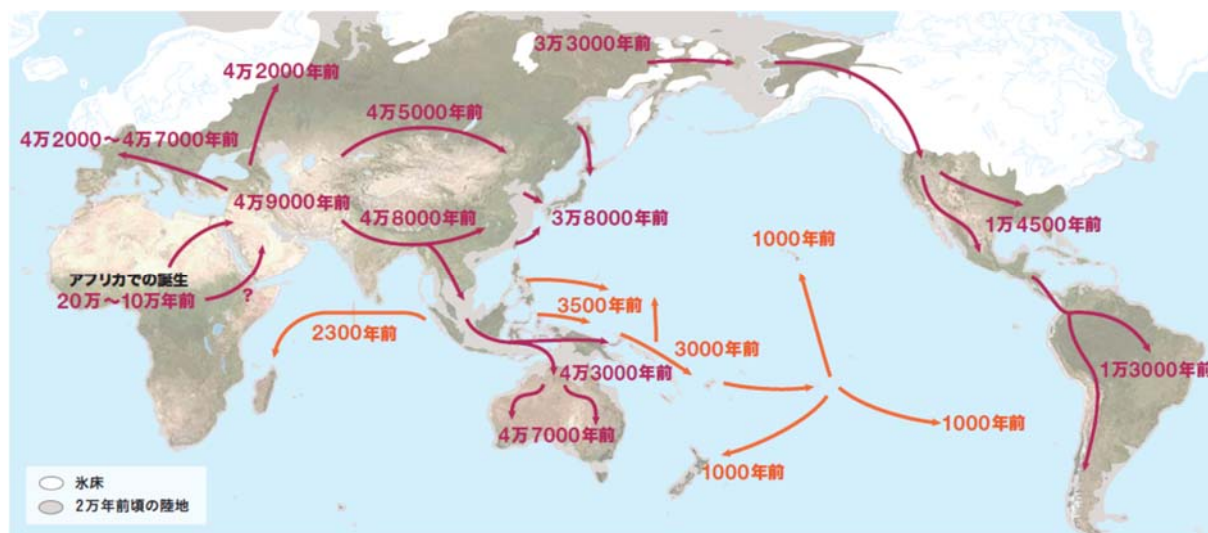 3万3000年前
4万2000年前
4万5000年前
4万2000〜4万7000年前
4万9000年前
4万8000年前
3万8000年前
1万4500年前
1000年前
アフリカでの誕生
20万〜10万年前
?
3500年前
2300年前
3000年前
4万3000年前
1万3000年前
4万7000年前
1000年前
1000年前
氷床
2万年前頃の陸地